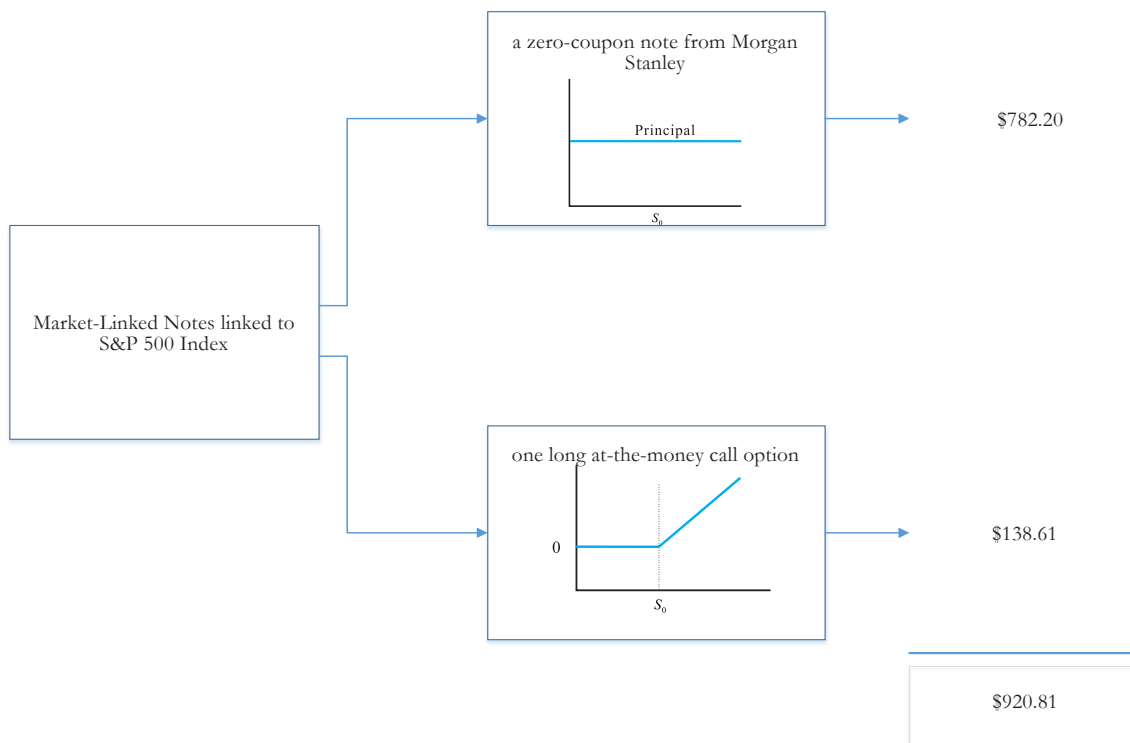 a zero-coupon note from Morgan
Stanley
Principal
S₀
$782.20
Market-Linked Notes linked to
S&P 500 Index
one long at-the-money call option
0
S₀
$138.61
$920.81